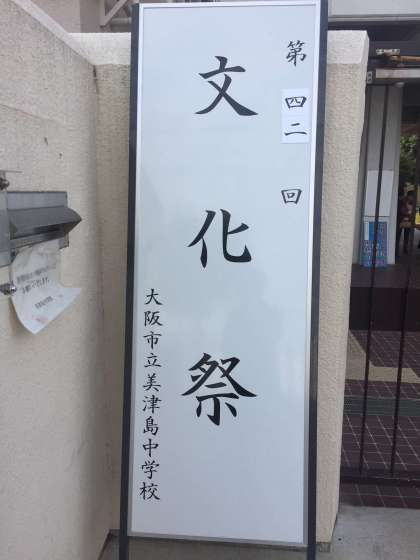 第四二回
文化祭
大阪市立美津島中学校